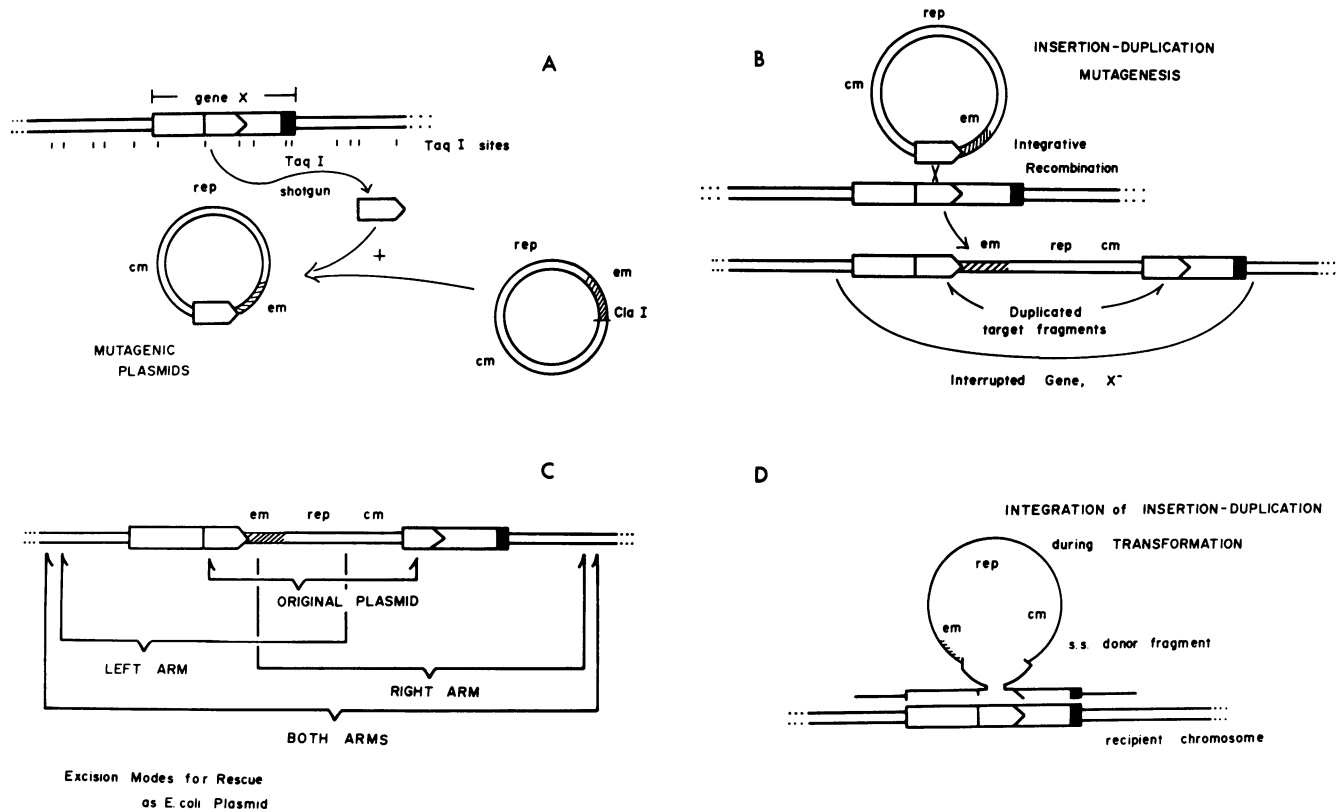 A
gene X
Taq I sites
Taq I
shotgun
rep
cm
em
+
rep
em
Cla I
cm
MUTAGENIC
PLASMIDS
B
rep
cm
em
INSERTION-DUPLICATION
MUTAGENESIS
Integrative
Recombination
em rep cm
Duplicated
target fragments
Interrupted Gene, X⁻
C
em rep cm
ORIGINAL PLASMID
LEFT ARM
RIGHT ARM
BOTH ARMS
Excision Modes for Rescue
as E. coli Plasmid
D
INTEGRATION of INSERTION-DUPLICATION
during TRANSFORMATION
rep
em
cm
s.s. donor fragment
recipient chromosome